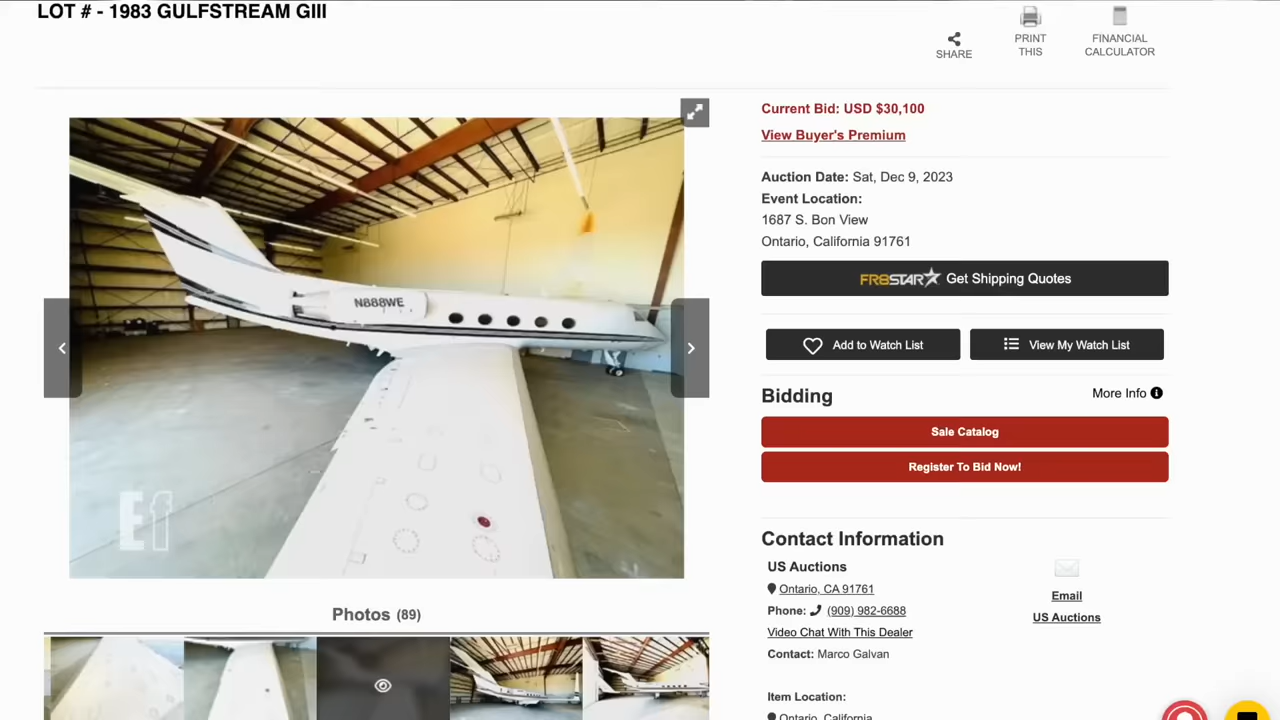 LOT # - 1983 GULFSTREAM GIII
SHARE
PRINT
THIS
FINANCIAL
CALCULATOR
Current Bid: USD $30,100
View Buyer's Premium
Auction Date: Sat, Dec 9, 2023
Event Location:
1687 S. Bon View
Ontario, California 91761
FR8STAR Get Shipping Quotes
Add to Watch List
View My Watch List
Bidding
More Info
Sale Catalog
Register To Bid Now!
N888WE
Ef
Photos (89)
Contact Information
US Auctions
Ontario, CA 91761
Phone: (909) 982-6688
Video Chat With This Dealer
Contact: Marco Galvan
Email
US Auctions
Item Location:
Ontario, California